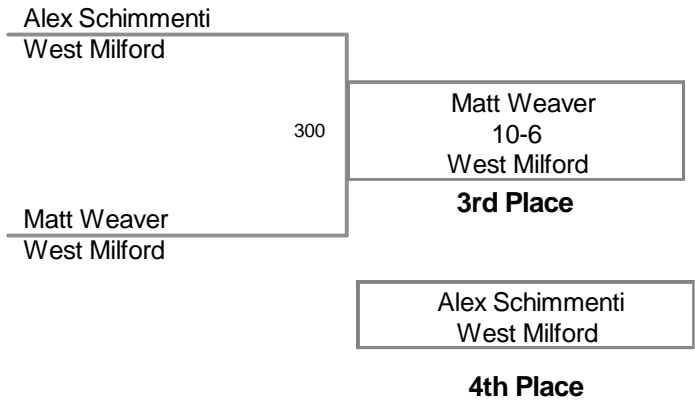 Alex Schimmenti
West Milford
300
Matt Weaver
10-6
West Milford
3rd Place
Matt Weaver
West Milford
Alex Schimmenti
West Milford
4th Place